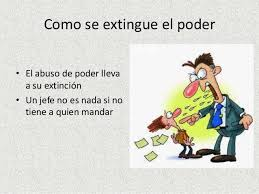 Como se extingue el poder
• El abuso de poder lleva
a su extinción
• Un jefe no es nada si no
tiene a quien mandar